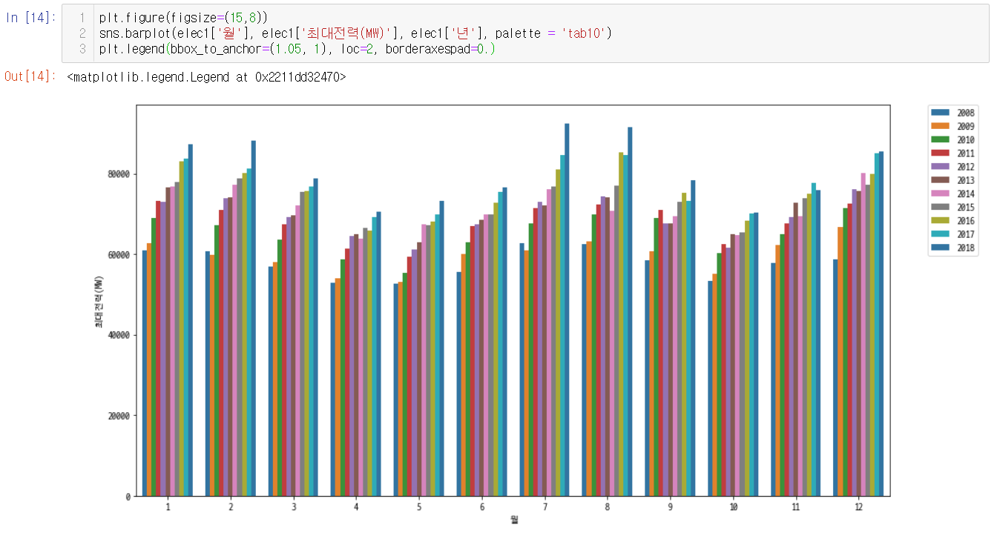 In [14]:
1 plt.figure(figsize=(15,8))
2 sns.barplot(elec1['월'], elec1['최대전력(MW)'], elec1['년'], palette = 'tab10')
3 plt.legend(bbox_to_anchor=(1.05, 1), loc=2, borderaxespad=0.)
Out[14]: <matplotlib.legend.Legend at 0x2211dd32470>
80000
60000
40000
20000
0
최대전력(MW)
1 2 3 4 5 6 7 8 9 10 11 12
월
2008
2009
2010
2011
2012
2013
2014
2015
2016
2017
2018